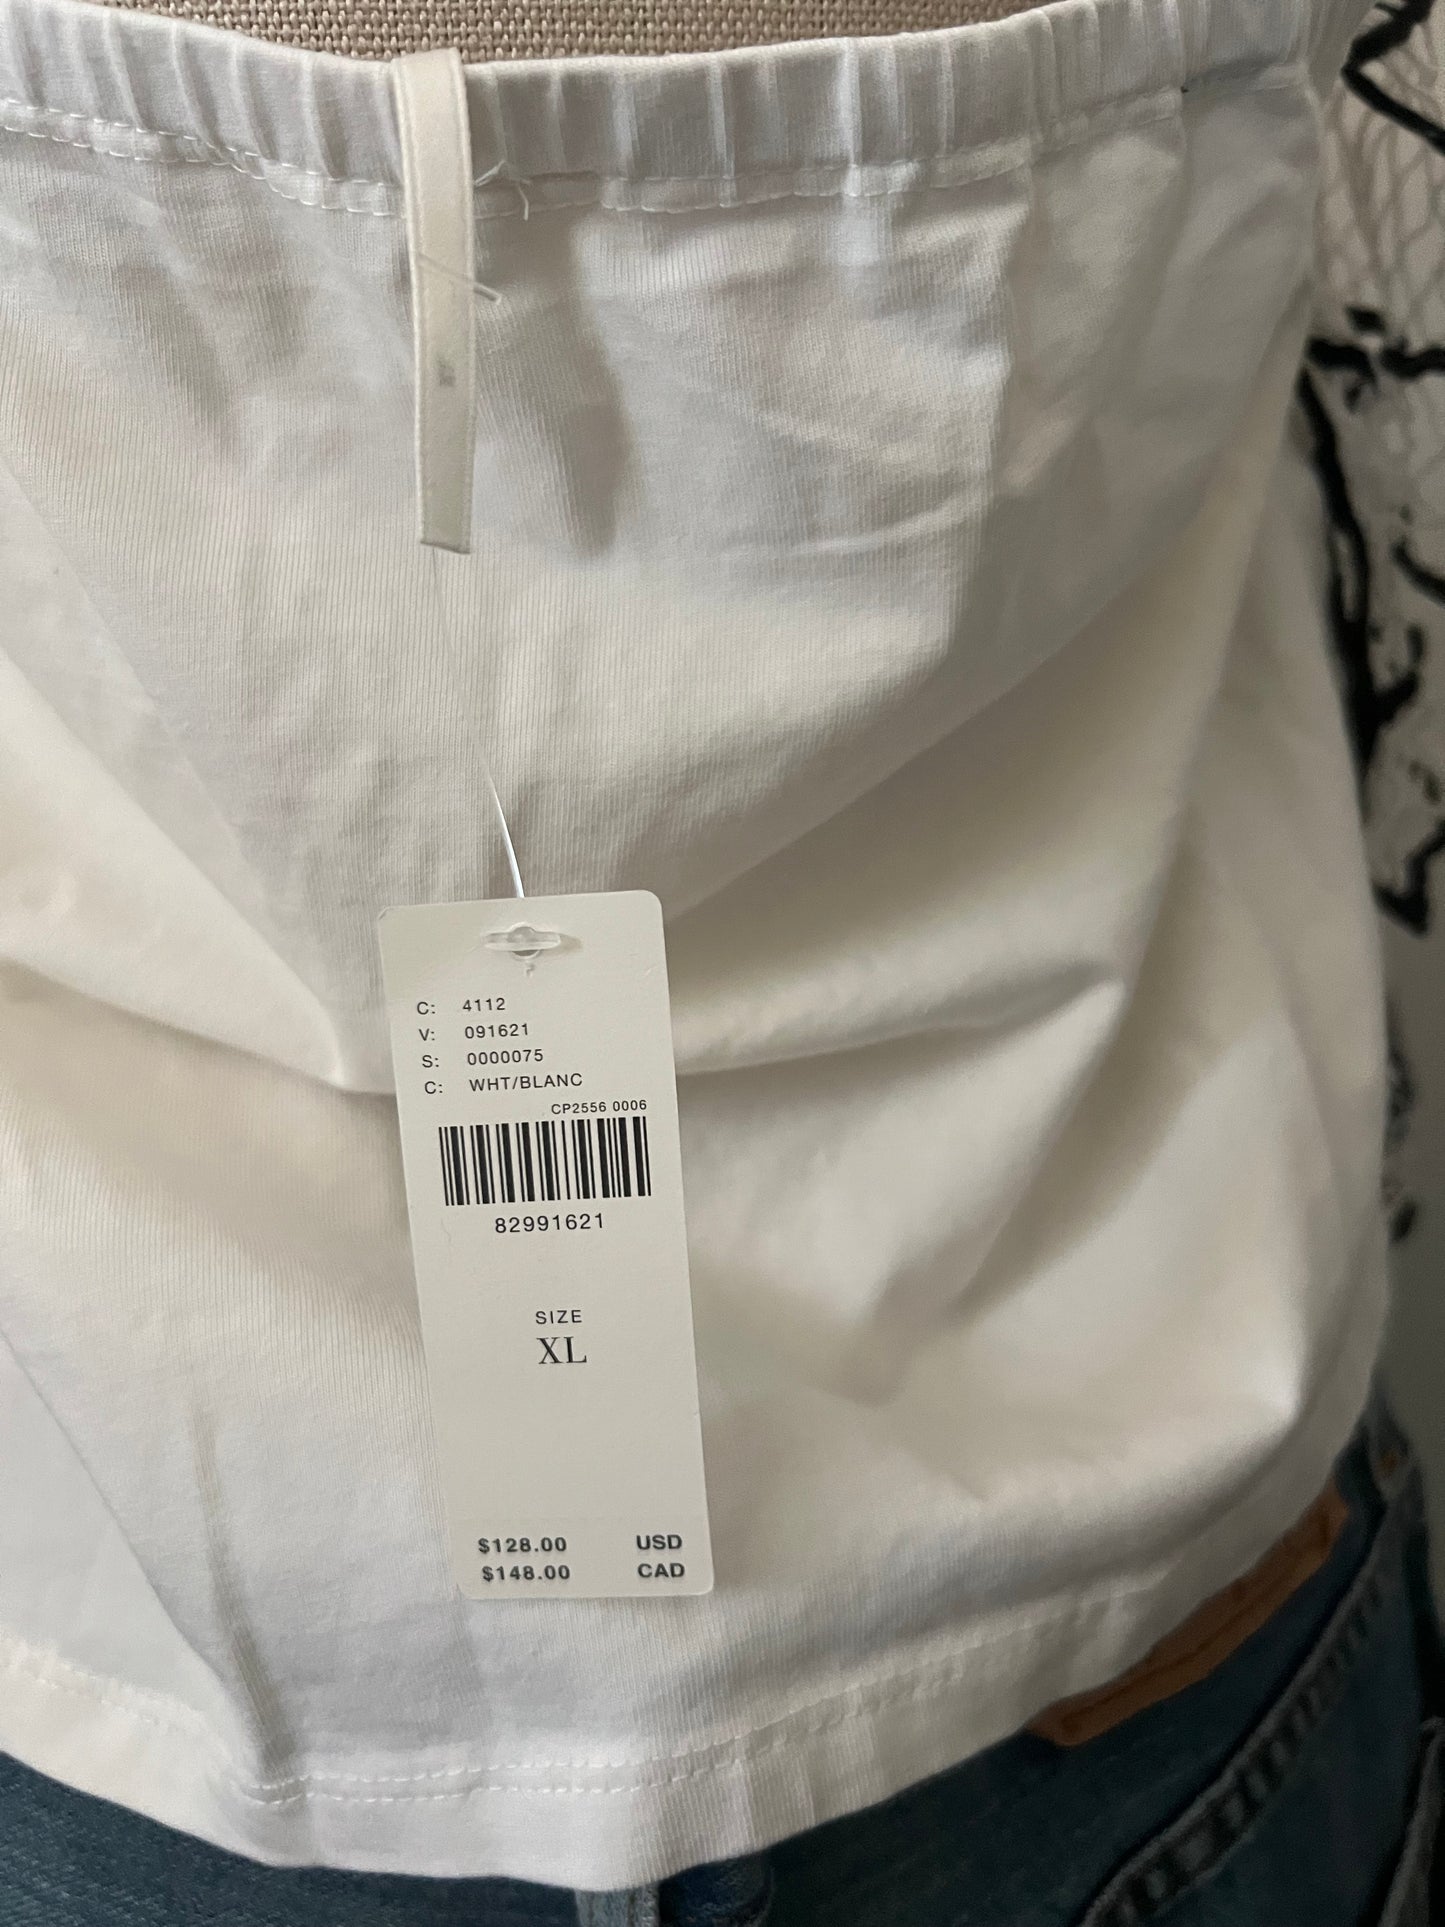 C: 4112
V: 091621
S: 0000075
C: WHT/BLANC
CP2556 0006
82991621
SIZE
XL
$128.00 USD
$148.00 CAD